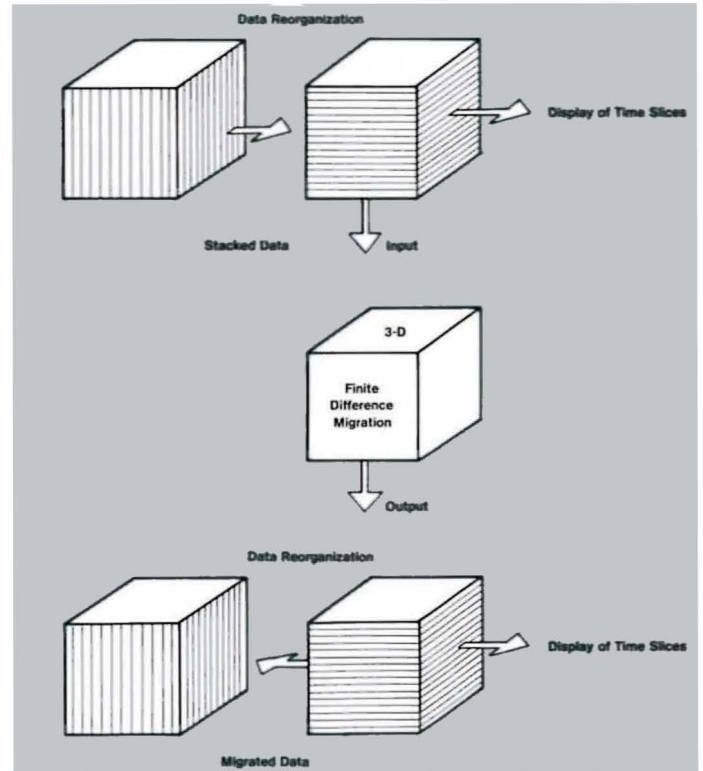 Data Reorganization
Display of Time Slices
Stacked Data
Input
3-D
Finite
Difference
Migration
Output
Data Reorganization
Display of Time Slices
Migrated Data